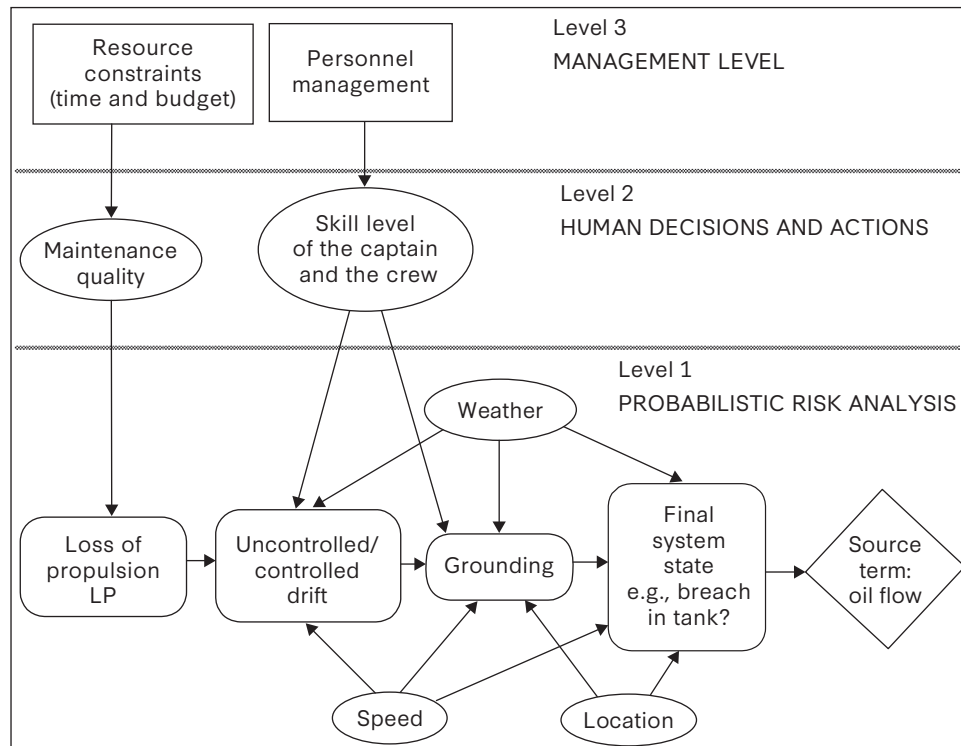 Resource
constraints
(time and budget)
Personnel
management
Level 3
MANAGEMENT LEVEL
Maintenance
quality
Skill level
of the captain
and the crew
Level 2
HUMAN DECISIONS AND ACTIONS
Level 1
PROBABILISTIC RISK ANALYSIS
Weather
Loss of
propulsion
LP
Uncontrolled/
controlled
drift
Grounding
Final
system
state
e.g., breach
in tank?
Source
term:
oil flow
Speed
Location